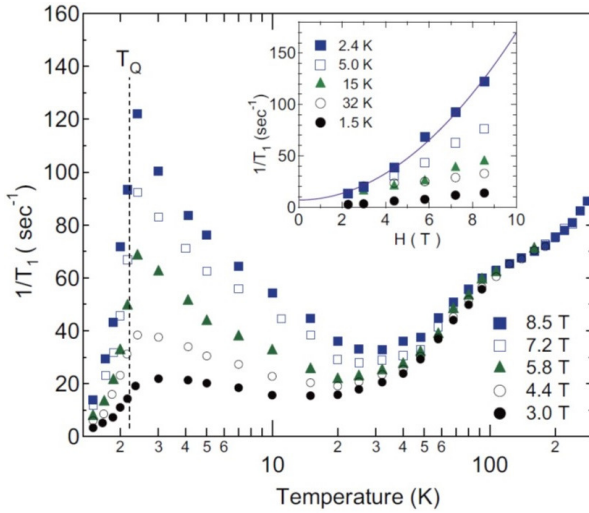 160
140
120
100
80
60
40
20
0
1/T1 ( sec-1)
TQ
150
100
50
0
1/T1 (sec-1)
2.4 K
5.0 K
15 K
32 K
1.5 K
0 2 4 6 8 10
H ( T )
8.5 T
7.2 T
5.8 T
4.4 T
3.0 T
2 3 4 5 6 10 2 3 4 5 6 100 2
Temperature (K)